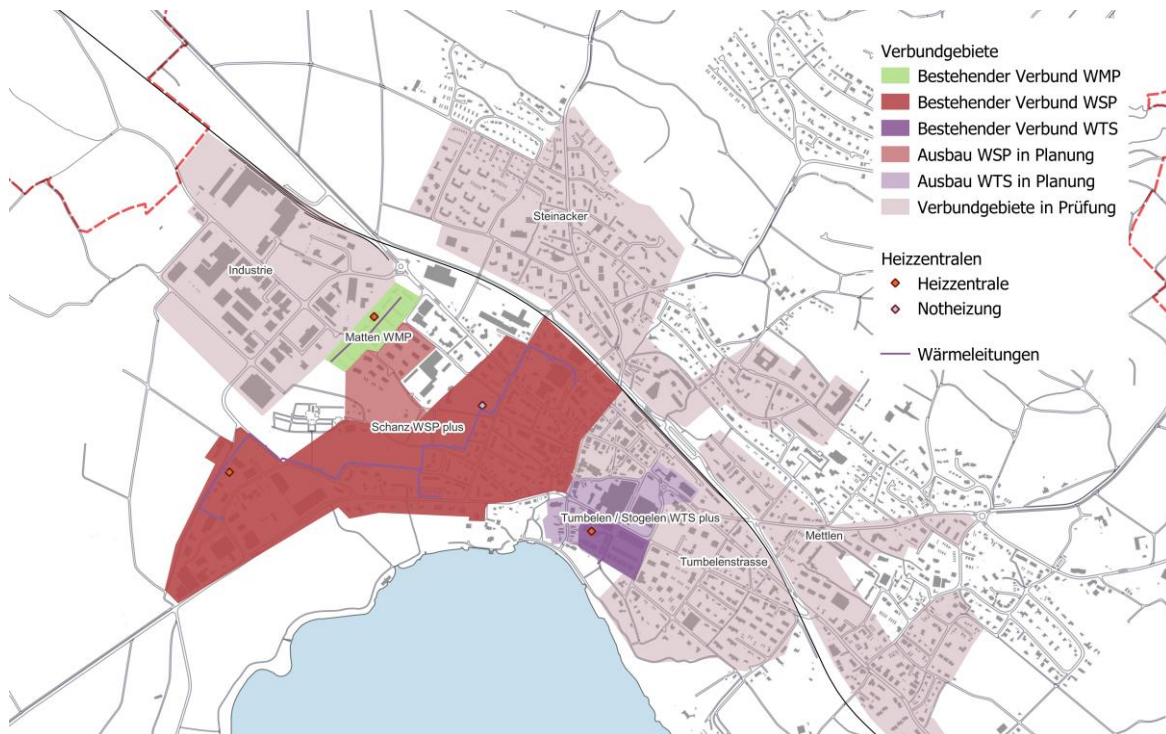 Verbundgebiete
Bestehender Verbund WMP
Bestehender Verbund WSP
Bestehender Verbund WTS
Ausbau WSP in Planung
Ausbau WTS in Planung
Verbundgebiete in Prüfung
Heizzentralen
Heizzentrale
Notheizung
Wärmeleitungen
Steinacker
Industrie
Matten WMP
Schanz WSP plus
Tumbelen / Stogelen WTS plus
Mettlen
Tumbelenstrasse